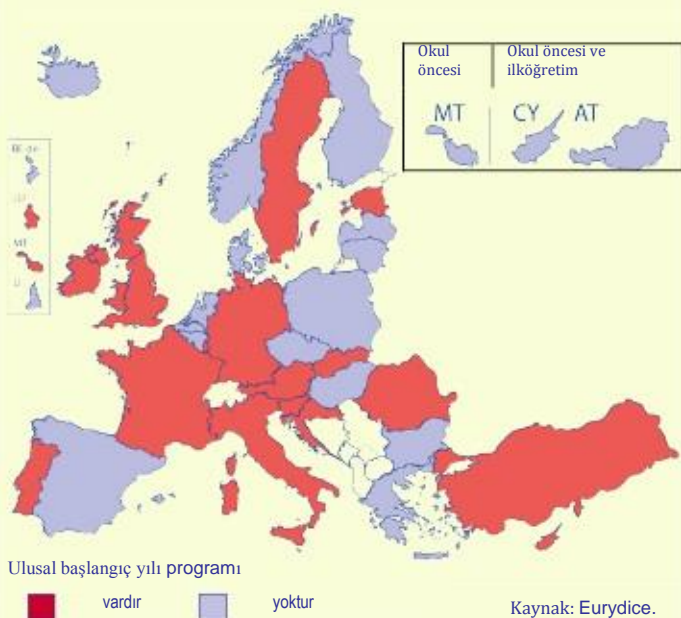 Okul öncesi
Okul öncesi ve ilköğretim
MT
CY AT
MT
Ulusal başlangıç yılı programı
vardır
yoktur
Kaynak: Eurydice.